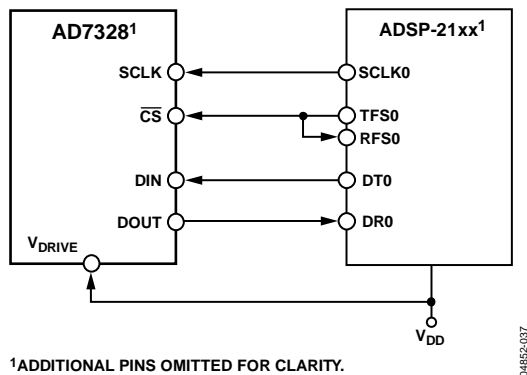 AD7328¹
ADSP-21xx¹
SCLK
SCLK0
CS
TFS0
RFS0
DIN
DT0
DOUT
DR0
VDRIVE
VDD
¹ADDITIONAL PINS OMITTED FOR CLARITY.
04852-037